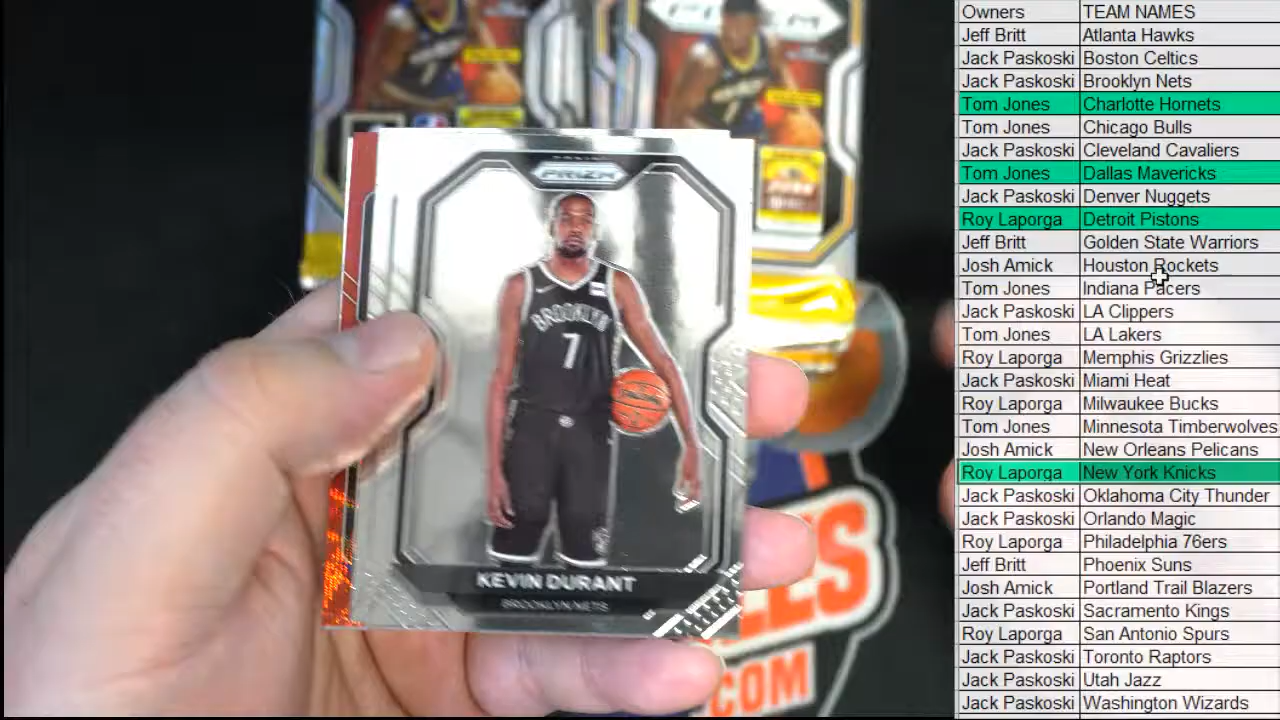 PRIZM
BROOKLYN
7
KEVIN DURANT
BROOKLYN NETS
.COM
Owners TEAM NAMES
Jeff Britt Atlanta Hawks
Jack Paskoski Boston Celtics
Jack Paskoski Brooklyn Nets
Tom Jones Charlotte Hornets
Tom Jones Chicago Bulls
Jack Paskoski Cleveland Cavaliers
Tom Jones Dallas Mavericks
Jack Paskoski Denver Nuggets
Roy Laporga Detroit Pistons
Jeff Britt Golden State Warriors
Josh Amick Houston Rockets
Tom Jones Indiana Pacers
Jack Paskoski LA Clippers
Tom Jones LA Lakers
Roy Laporga Memphis Grizzlies
Jack Paskoski Miami Heat
Roy Laporga Milwaukee Bucks
Tom Jones Minnesota Timberwolves
Josh Amick New Orleans Pelicans
Roy Laporga New York Knicks
Jack Paskoski Oklahoma City Thunder
Jack Paskoski Orlando Magic
Roy Laporga Philadelphia 76ers
Jeff Britt Phoenix Suns
Josh Amick Portland Trail Blazers
Jack Paskoski Sacramento Kings
Roy Laporga San Antonio Spurs
Jack Paskoski Toronto Raptors
Jack Paskoski Utah Jazz
Jack Paskoski Washington Wizards